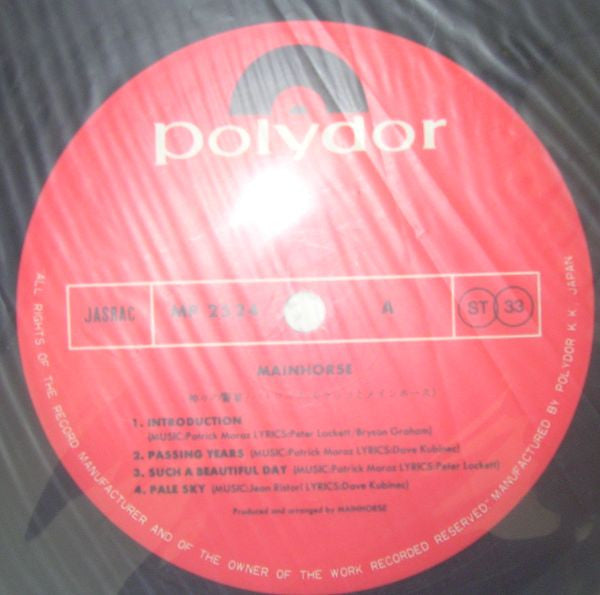 polydor
JASRAC MP 2524 A ST 33
MAINHORSE
1. INTRODUCTION
(MUSIC:Patrick Moraz LYRICS:Peter Lockett/Bryson Graham)
2. PASSING YEARS (MUSIC:Patrick Moraz LYRICS:Dave Kubinec)
3. SUCH A BEAUTIFUL DAY (MUSIC:Patrick Moraz LYRICS:Peter Lockett)
4. PALE SKY (MUSIC:Jean Ristori LYRICS:Dave Kubinec)
Produced and arranged by MAINHORSE
ALL RIGHTS OF THE RECORD MANUFACTURER AND OF THE OWNER OF THE WORK RECORDED RESERVED· MANUFACTURED BY POLYDOR K. K. JAPAN